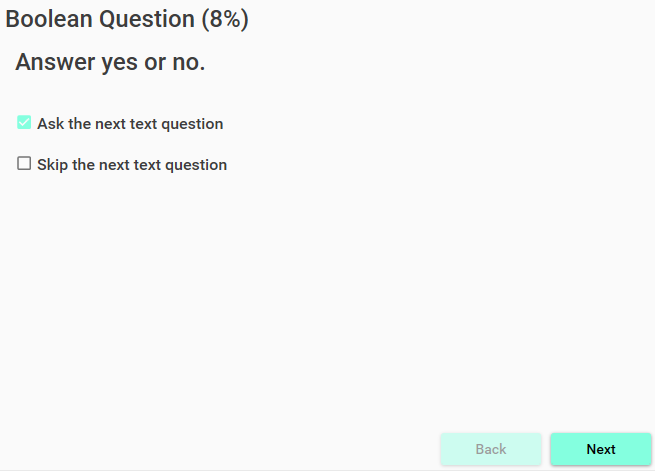 Boolean Question (8%)
Answer yes or no.
Ask the next text question
Skip the next text question
Back Next